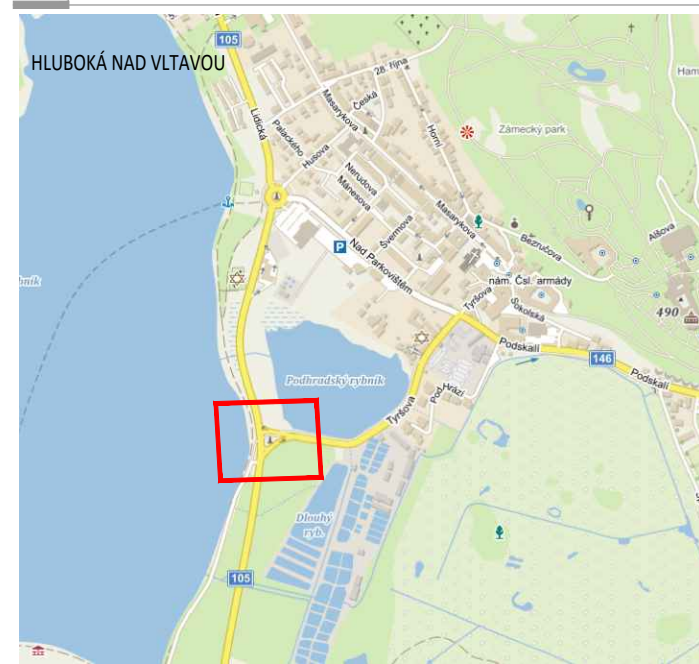 105
HLUBOKÁ NAD VLTAVOU
28. října
Ham
Masarykova
Česká
Lidická
Palackého
Horní
Zámecký park
Husova
Nerudova
Mánesova
Masarykova
Švermova
Bezručova
Alšova
P
Nad Parkovištěm
nám. Čsl. armády
Tyršova
Sokolská
490
Podskalí
146
Podskalí
Podhradský rybník
Pod Hrází
Tyršova
Dlouhý
ryb.
105